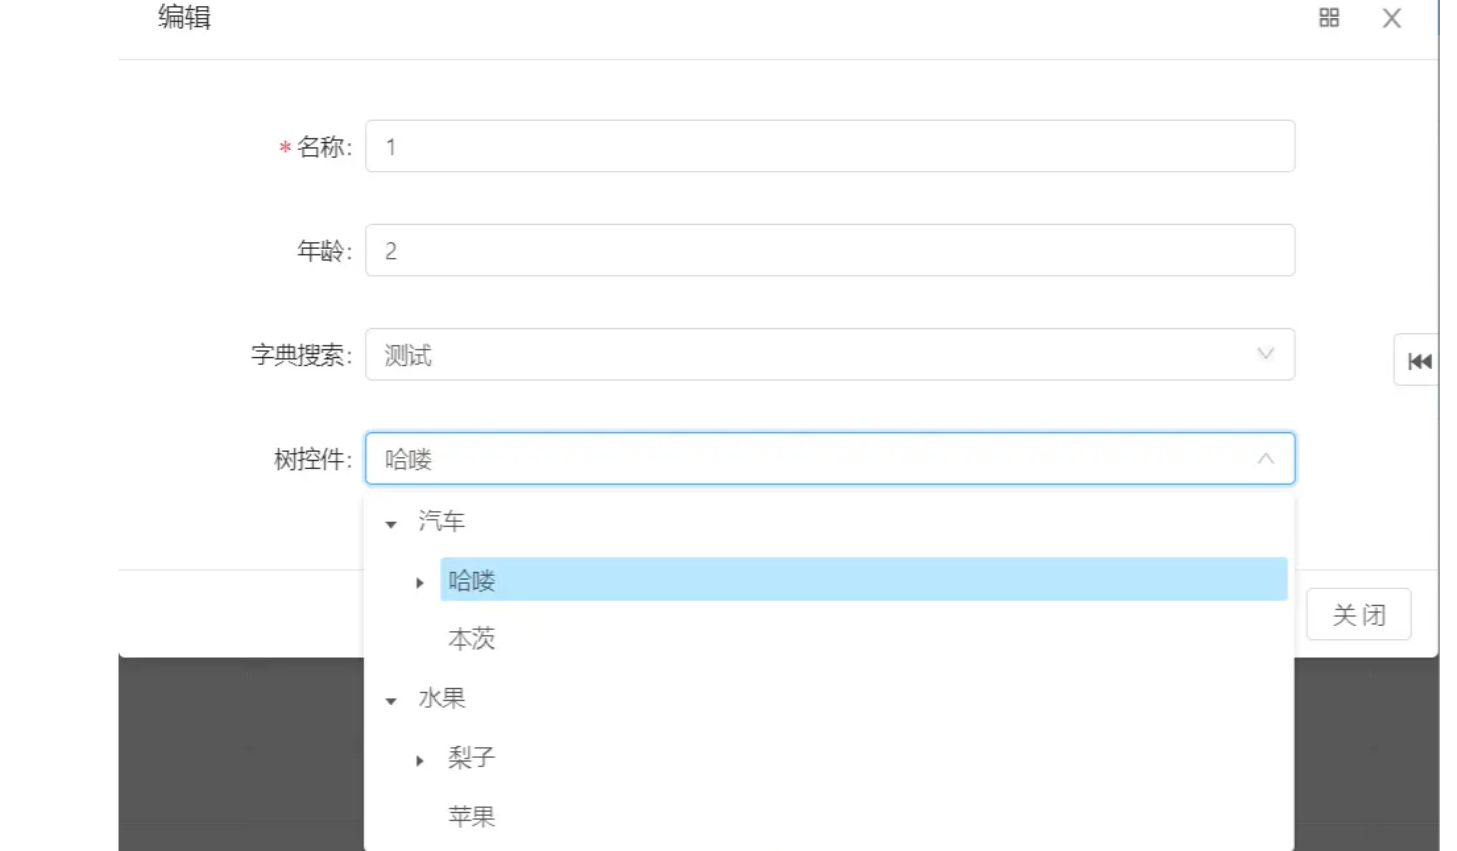 编辑
*名称: 1
年龄: 2
字典搜索: 测试
树控件: 哈喽
汽车
哈喽
本茨
关闭
水果
梨子
苹果